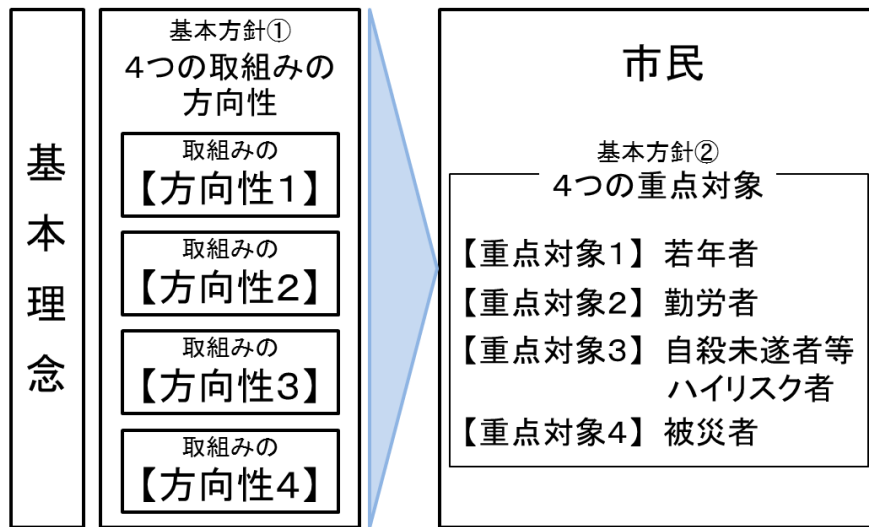 基本理念
基本方針①
4つの取組みの
方向性
取組みの
【方向性1】
取組みの
【方向性2】
取組みの
【方向性3】
取組みの
【方向性4】
市民
基本方針②
4つの重点対象
【重点対象1】 若年者
【重点対象2】 勤労者
【重点対象3】 自殺未遂者等
ハイリスク者
【重点対象4】 被災者